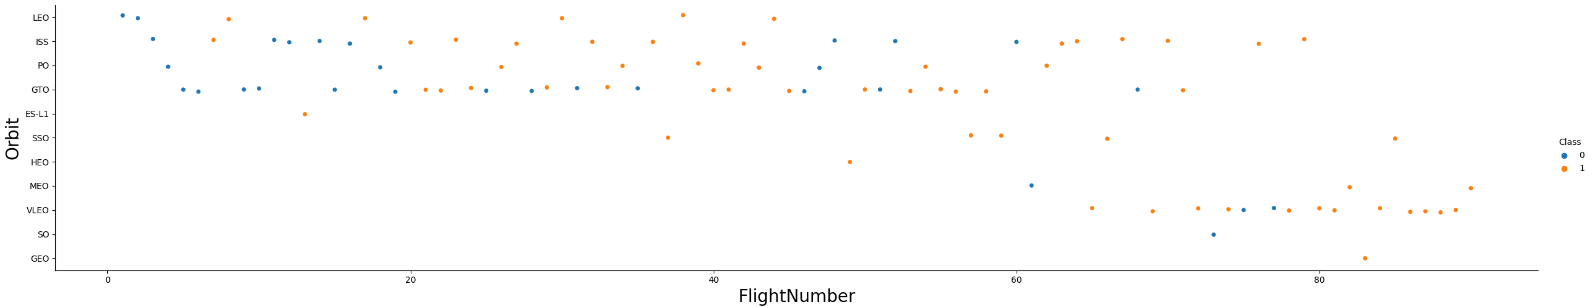 LEO
ISS
PO
GTO
ES-L1
SSO
HEO
MEO
VLEO
SO
GEO
Orbit
0
20
40
60
80
FlightNumber
Class
0
1